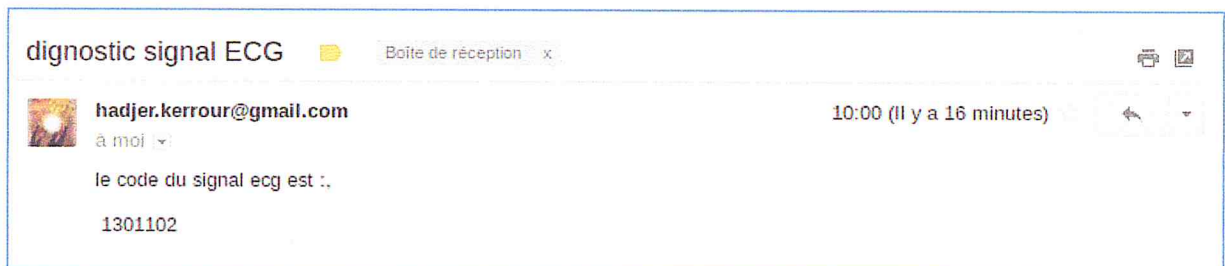 dignostic signal ECG Boîte de réception x
hadjer.kerrour@gmail.com 10:00 (Il y a 16 minutes)
à moi
le code du signal ecg est :,
1301102